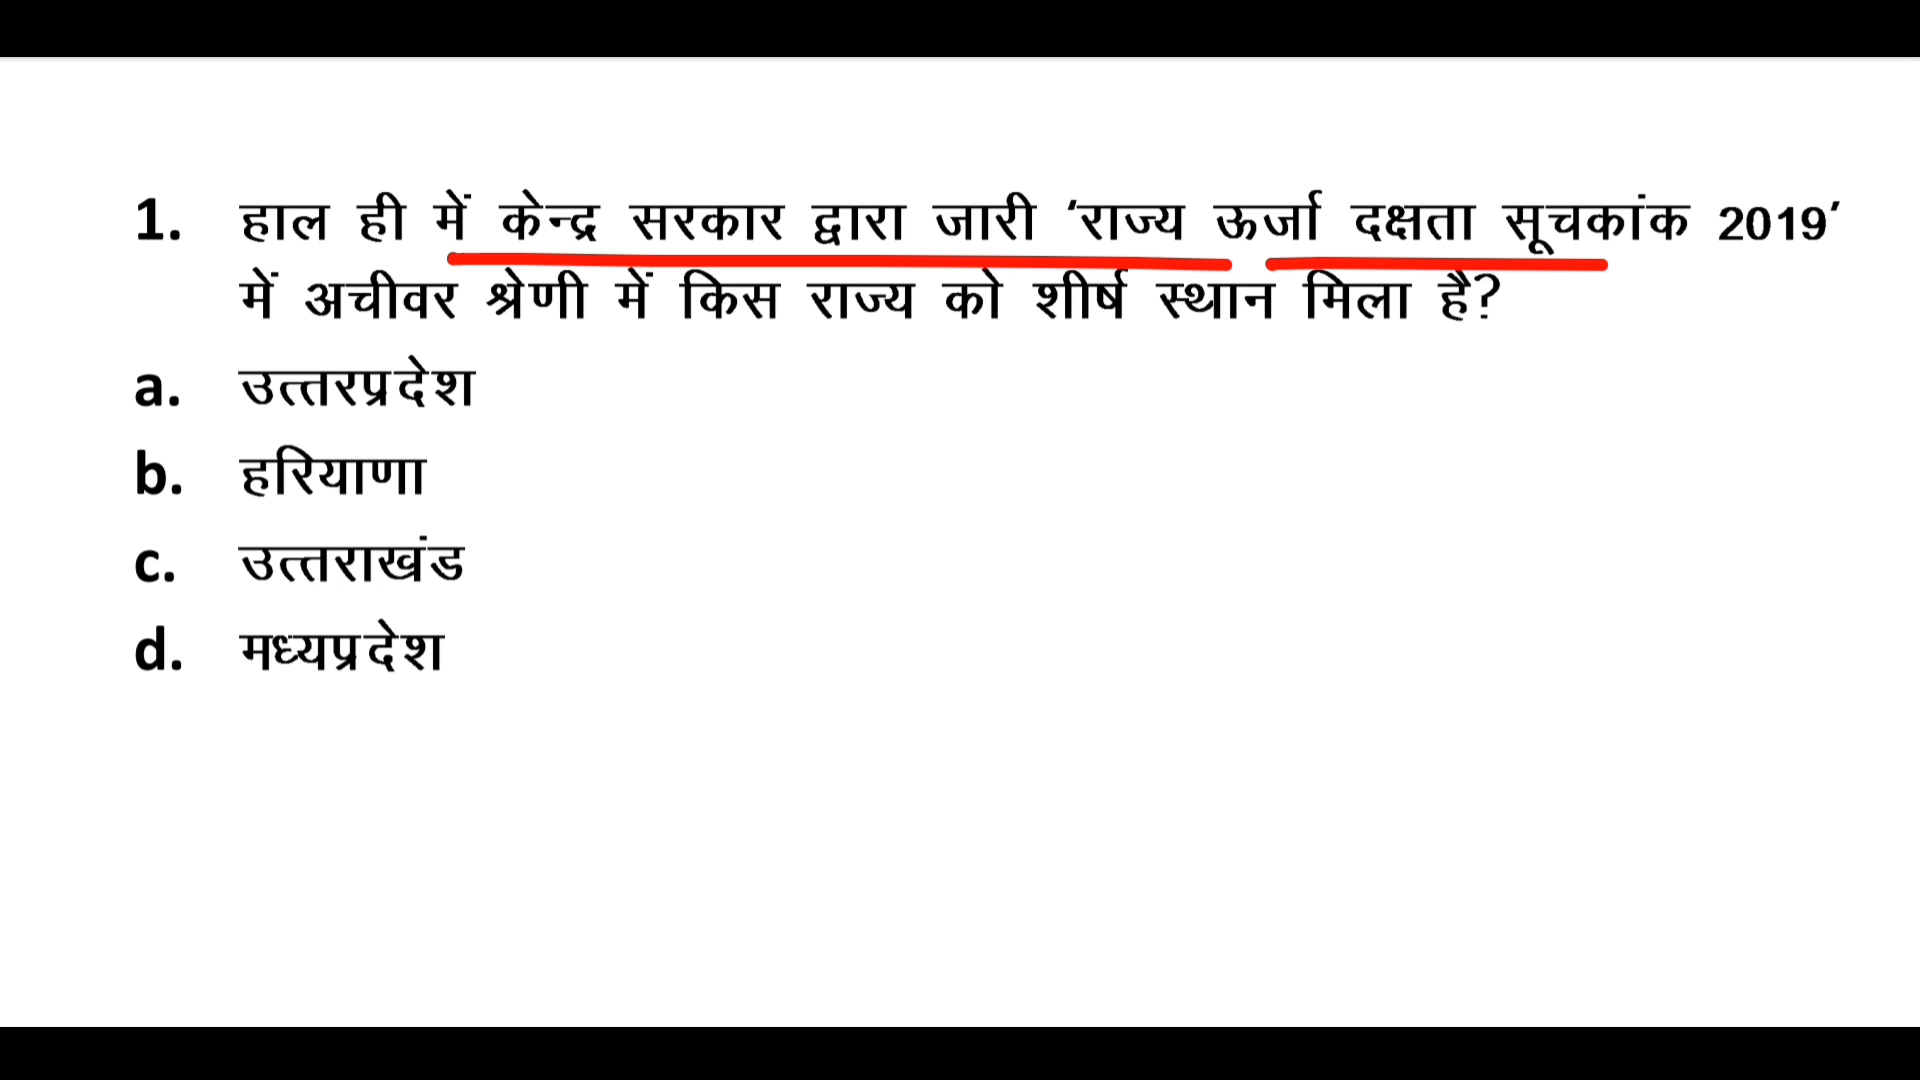 1. हाल ही में केन्द्र सरकार द्वारा जारी ‘राज्य ऊर्जा दक्षता सूचकांक 2019’
में अचीवर श्रेणी में किस राज्य को शीर्ष स्थान मिला है?
a. उत्तरप्रदेश
b. हरियाणा
c. उत्तराखंड
d. मध्यप्रदेश